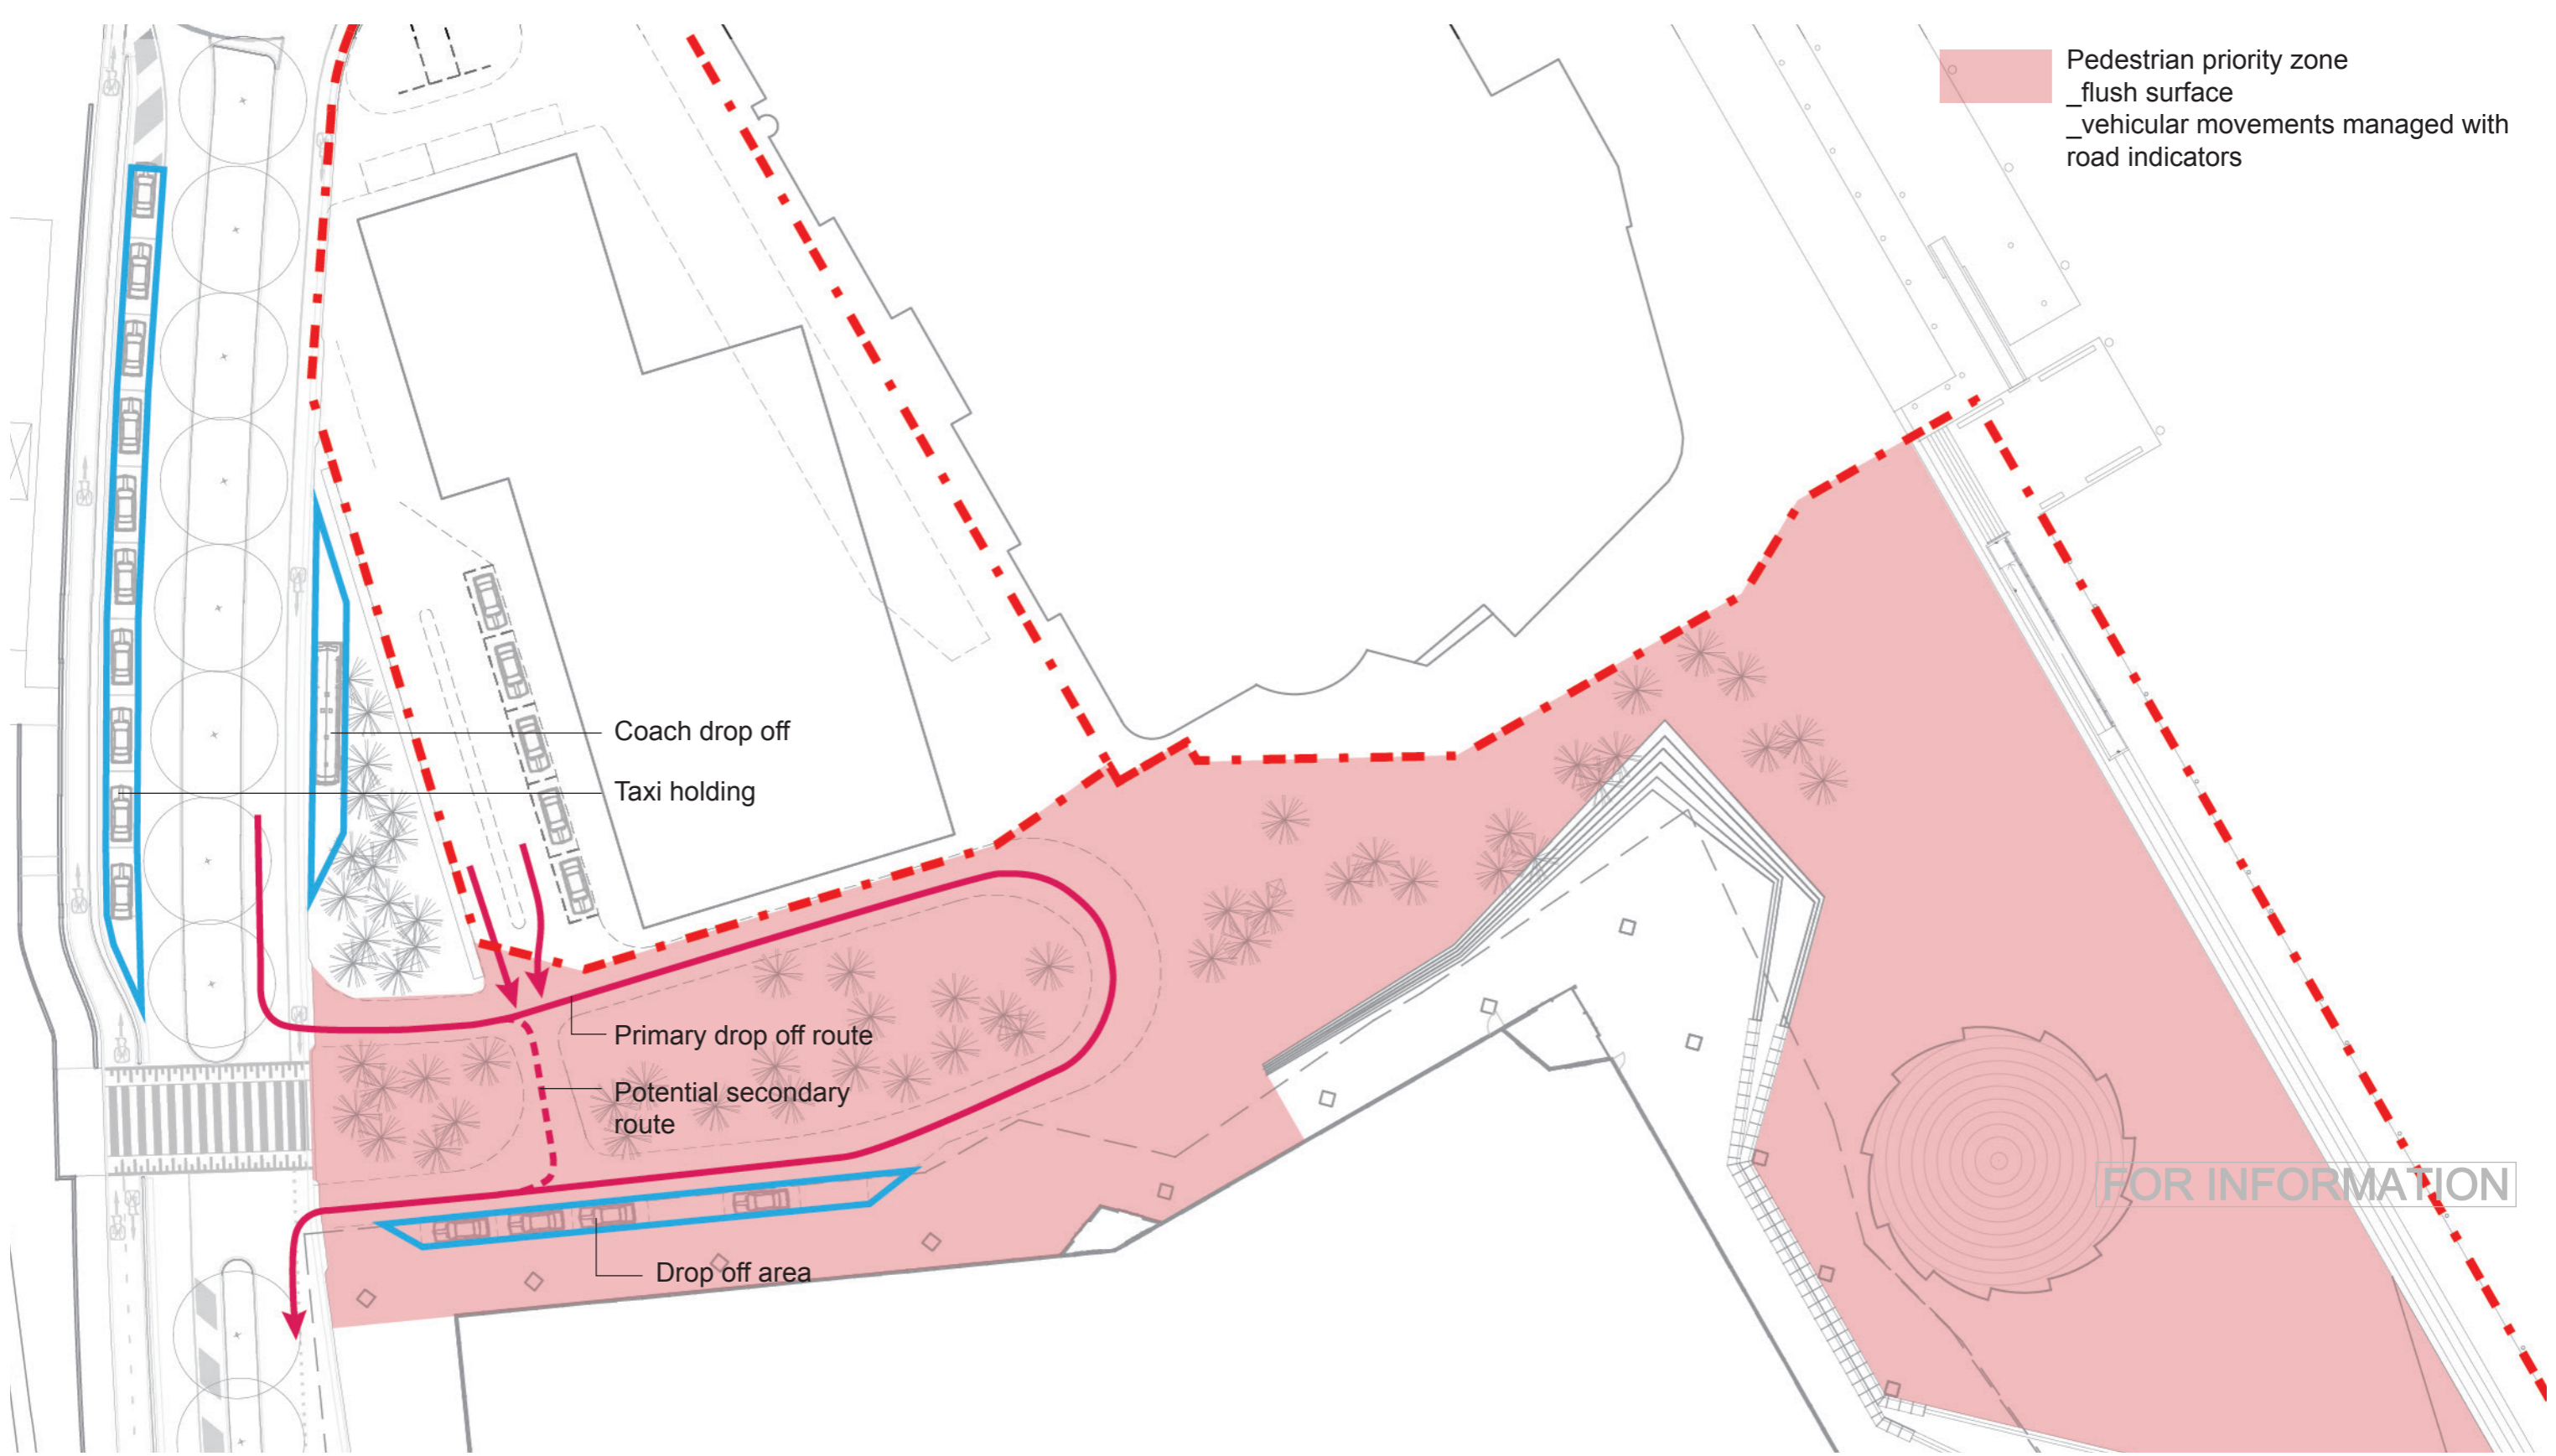 Pedestrian priority zone
_flush surface
_vehicular movements managed with
road indicators
Coach drop off
Taxi holding
Primary drop off route
Potential secondary
route
Drop off area
FOR INFORMATION